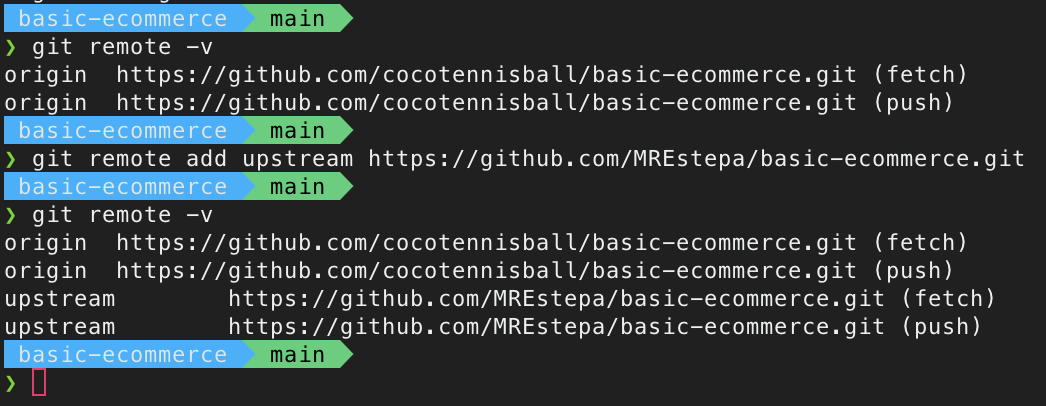 basic-ecommerce main
❯ git remote -v
origin  https://github.com/cocotennisball/basic-ecommerce.git (fetch)
origin  https://github.com/cocotennisball/basic-ecommerce.git (push)
basic-ecommerce main
❯ git remote add upstream https://github.com/MREstepa/basic-ecommerce.git
basic-ecommerce main
❯ git remote -v
origin  https://github.com/cocotennisball/basic-ecommerce.git (fetch)
origin  https://github.com/cocotennisball/basic-ecommerce.git (push)
upstream        https://github.com/MREstepa/basic-ecommerce.git (fetch)
upstream        https://github.com/MREstepa/basic-ecommerce.git (push)
basic-ecommerce main
❯